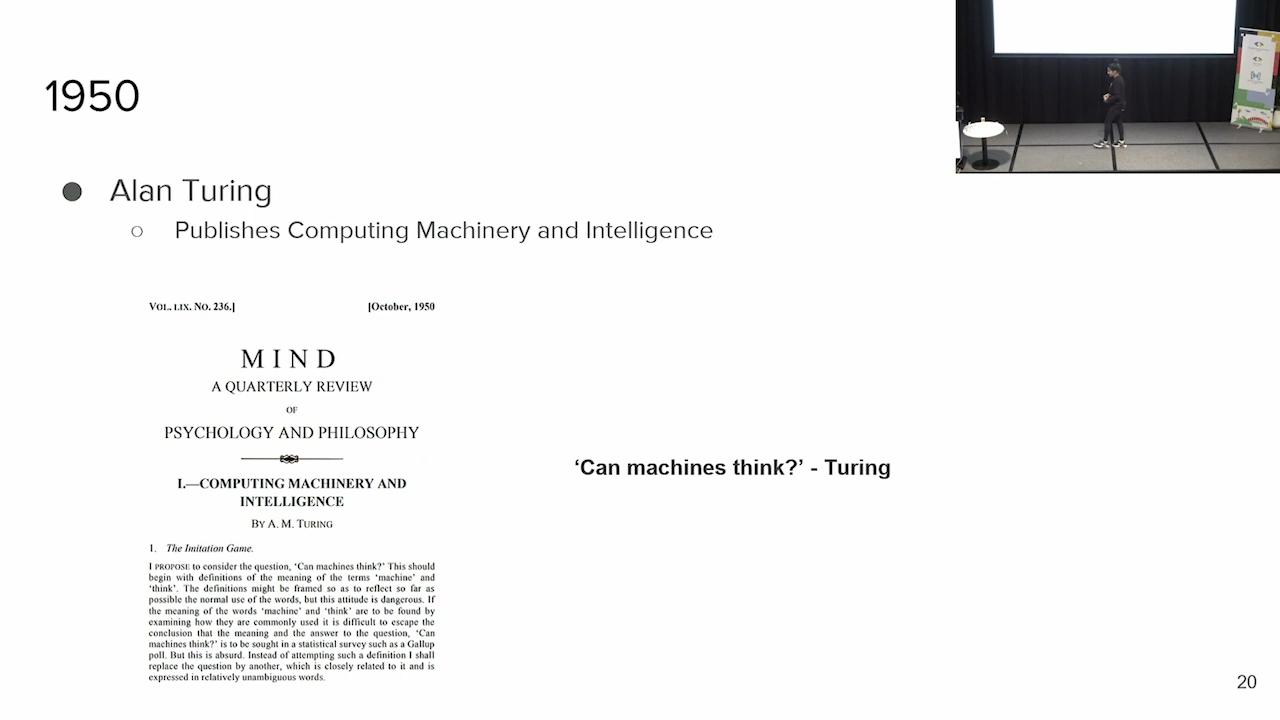 1950
● Alan Turing
○ Publishes Computing Machinery and Intelligence
VOL. LIX. NO. 236.] [October, 1950
MIND
A QUARTERLY REVIEW
OF
PSYCHOLOGY AND PHILOSOPHY
I.—COMPUTING MACHINERY AND
INTELLIGENCE
BY A. M. TURING
1. The Imitation Game.
I PROPOSE to consider the question, ‘Can machines think?’ This should
begin with definitions of the meaning of the terms ‘machine’ and
‘think’. The definitions might be framed so as to reflect so far as
possible the normal use of the words, but this attitude is dangerous. If
the meaning of the words ‘machine’ and ‘think’ are to be found by
examining how they are commonly used it is difficult to escape the
conclusion that the meaning and the answer to the question, ‘Can
machines think?’ is to be sought in a statistical survey such as a Gallup
poll. But this is absurd. Instead of attempting such a definition I shall
replace the question by another, which is closely related to it and is
expressed in relatively unambiguous words.
‘Can machines think?’ - Turing
20